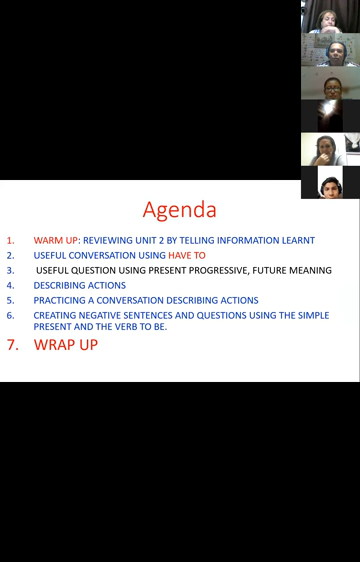 Agenda
1. WARM UP: REVIEWING UNIT 2 BY TELLING INFORMATION LEARNT
2. USEFUL CONVERSATION USING HAVE TO
3. USEFUL QUESTION USING PRESENT PROGRESSIVE, FUTURE MEANING
4. DESCRIBING ACTIONS
5. PRACTICING A CONVERSATION DESCRIBING ACTIONS
6. CREATING NEGATIVE SENTENCES AND QUESTIONS USING THE SIMPLE
PRESENT AND THE VERB TO BE.
7. WRAP UP